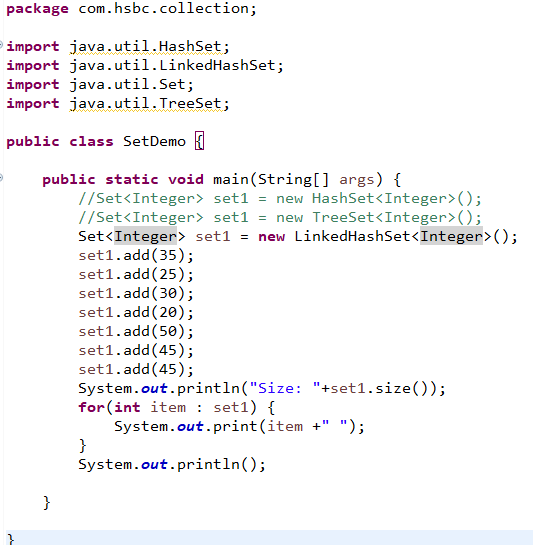 package com.hsbc.collection;
import java.util.HashSet;
import java.util.LinkedHashSet;
import java.util.Set;
import java.util.TreeSet;
public class SetDemo {
public static void main(String[] args) {
//Set<Integer> set1 = new HashSet<Integer>();
//Set<Integer> set1 = new TreeSet<Integer>();
Set<Integer> set1 = new LinkedHashSet<Integer>();
set1.add(35);
set1.add(25);
set1.add(30);
set1.add(20);
set1.add(50);
set1.add(45);
set1.add(45);
System.out.println("Size: "+set1.size());
for(int item : set1) {
System.out.print(item +" ");
}
System.out.println();
}
}